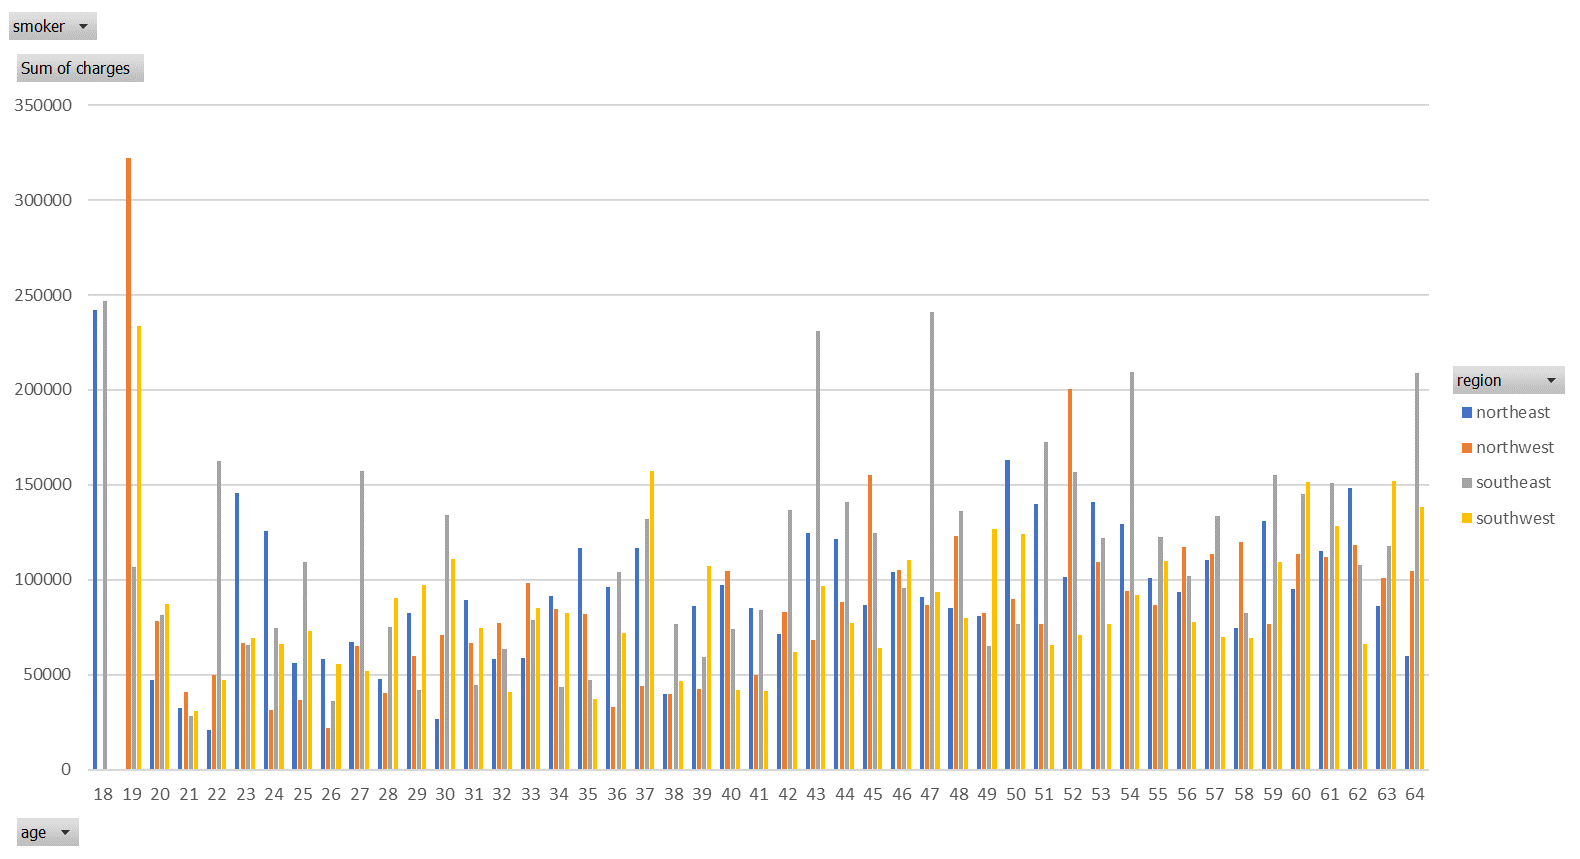 smoker
Sum of charges
350000
300000
250000
200000
150000
100000
50000
0
18 19 20 21 22 23 24 25 26 27 28 29 30 31 32 33 34 35 36 37 38 39 40 41 42 43 44 45 46 47 48 49 50 51 52 53 54 55 56 57 58 59 60 61 62 63 64
age
region
northeast
northwest
southeast
southwest